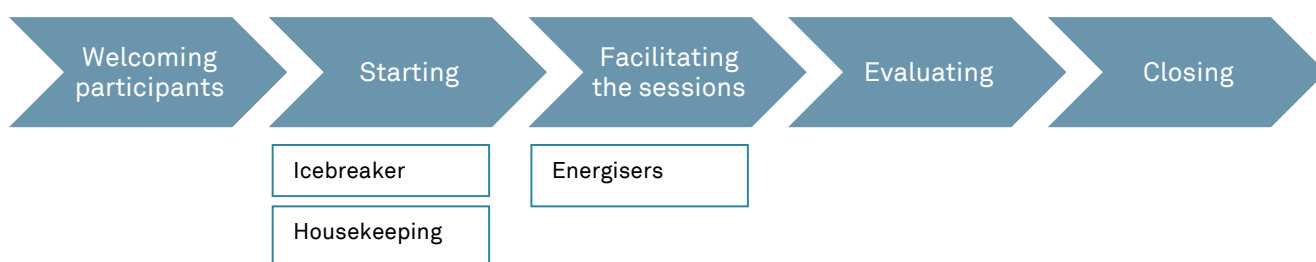 Welcoming
participants
Starting
Facilitating
the sessions
Evaluating
Closing
Icebreaker
Energisers
Housekeeping